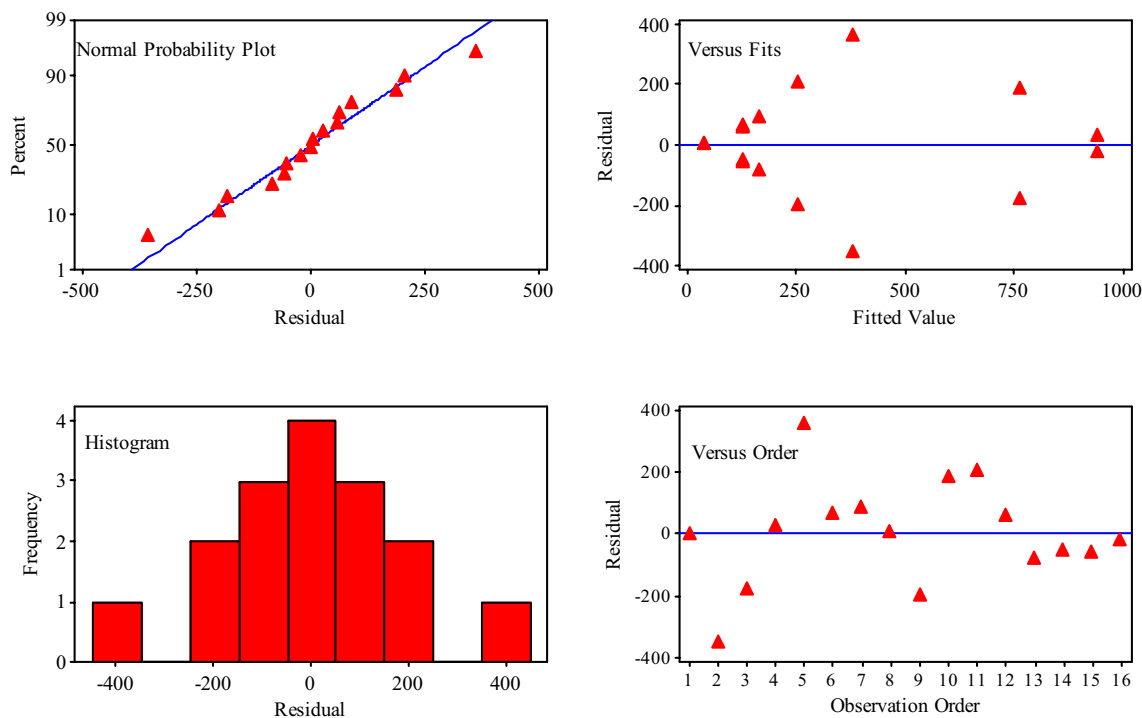 Normal Probability Plot
99
90
50
10
1
Percent
-500 -250 0 250 500
Residual
Versus Fits
400
200
0
-200
-400
Residual
0 250 500 750 1000
Fitted Value
Histogram
4
3
2
1
0
Frequency
-400 -200 0 200 400
Residual
Versus Order
400
200
0
-200
-400
Residual
1 2 3 4 5 6 7 8 9 10 11 12 13 14 15 16
Observation Order